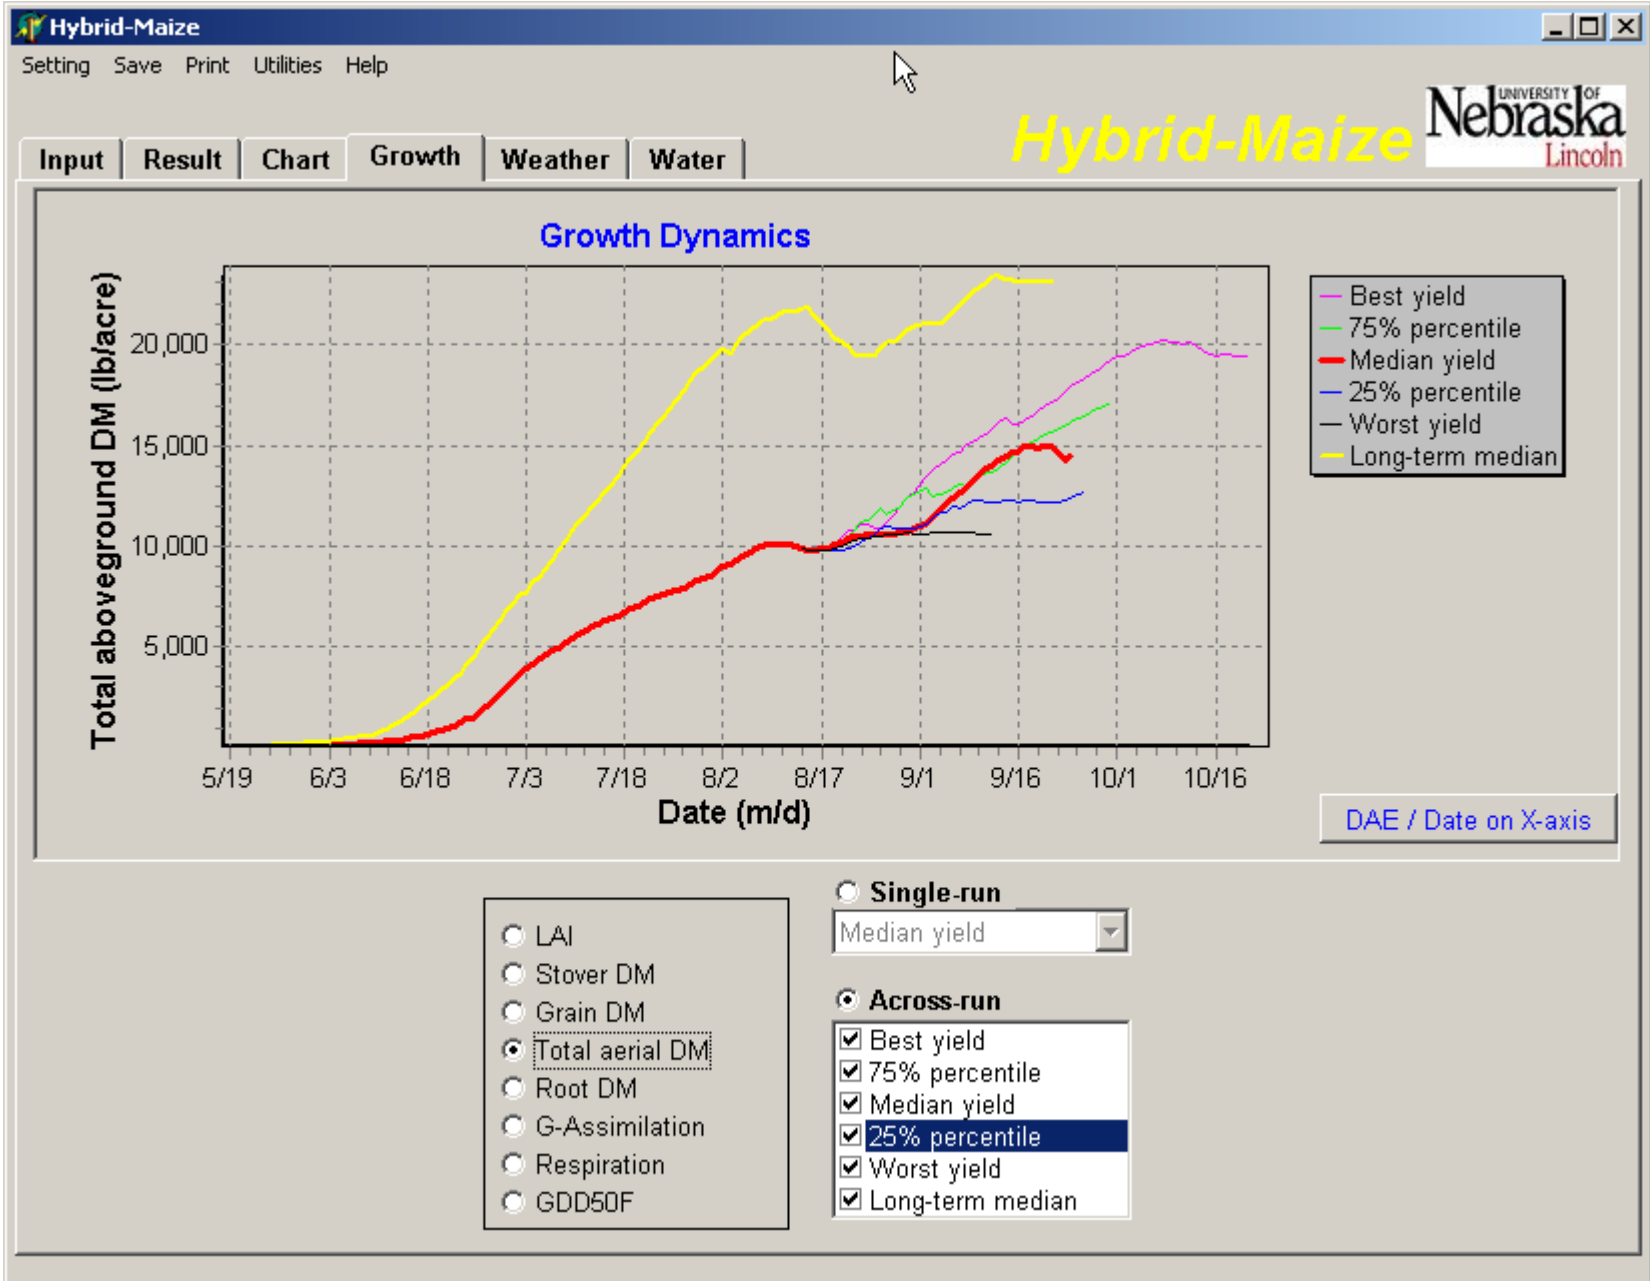 Hybrid-Maize
Setting Save Print Utilities Help
Hybrid-Maize
UNIVERSITY OF
Nebraska
Lincoln
Input Result Chart Growth Weather Water
Growth Dynamics
Total aboveground DM (lb/acre)
20,000
15,000
10,000
5,000
5/19 6/3 6/18 7/3 7/18 8/2 8/17 9/1 9/16 10/1 10/16
Date (m/d)
Best yield
75% percentile
Median yield
25% percentile
Worst yield
Long-term median
DAE / Date on X-axis
LAI
Stover DM
Grain DM
Total aerial DM
Root DM
G-Assimilation
Respiration
GDD50F
Single-run
Median yield
Across-run
Best yield
75% percentile
Median yield
25% percentile
Worst yield
Long-term median